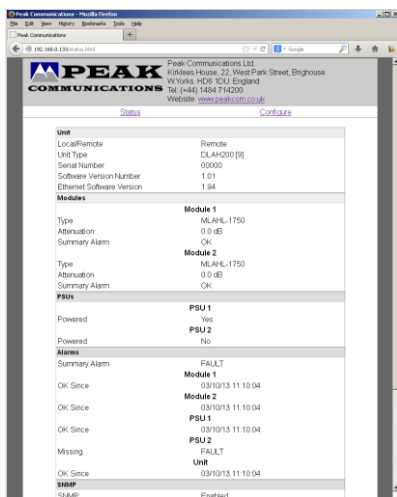 Peak Communications - Mozilla Firefox
File Edit View History Bookmarks Tools Help
Peak Communications
192.168.0.133/status.html Google
PEAK
COMMUNICATIONS
Peak Communications Ltd.
Kirklees House, 22, West Park Street, Brighouse.
W.Yorks. HD6 1DU. England
Tel: (+44) 1484 714200
Website: www.peakcom.co.uk
Status Configure
Unit
Local/Remote Remote
Unit Type DLAH200 [9]
Serial Number 00000
Software Version Number 1.01
Ethernet Software Version 1.94
Modules
Module 1
Type MLAHL-1750
Attenuation 0.0 dB
Summary Alarm OK
Module 2
Type MLAHL-1750
Attenuation 0.0 dB
Summary Alarm OK
PSUs
PSU 1
Powered Yes
PSU 2
Powered No
Alarms
Summary Alarm FAULT
Module 1
OK Since 03/10/13 11:10:04
Module 2
OK Since 03/10/13 11:10:04
PSU 1
OK Since 03/10/13 11:10:04
PSU 2
Missing FAULT
Unit
OK Since 03/10/13 11:10:04
SNMP
SNMP Enabled